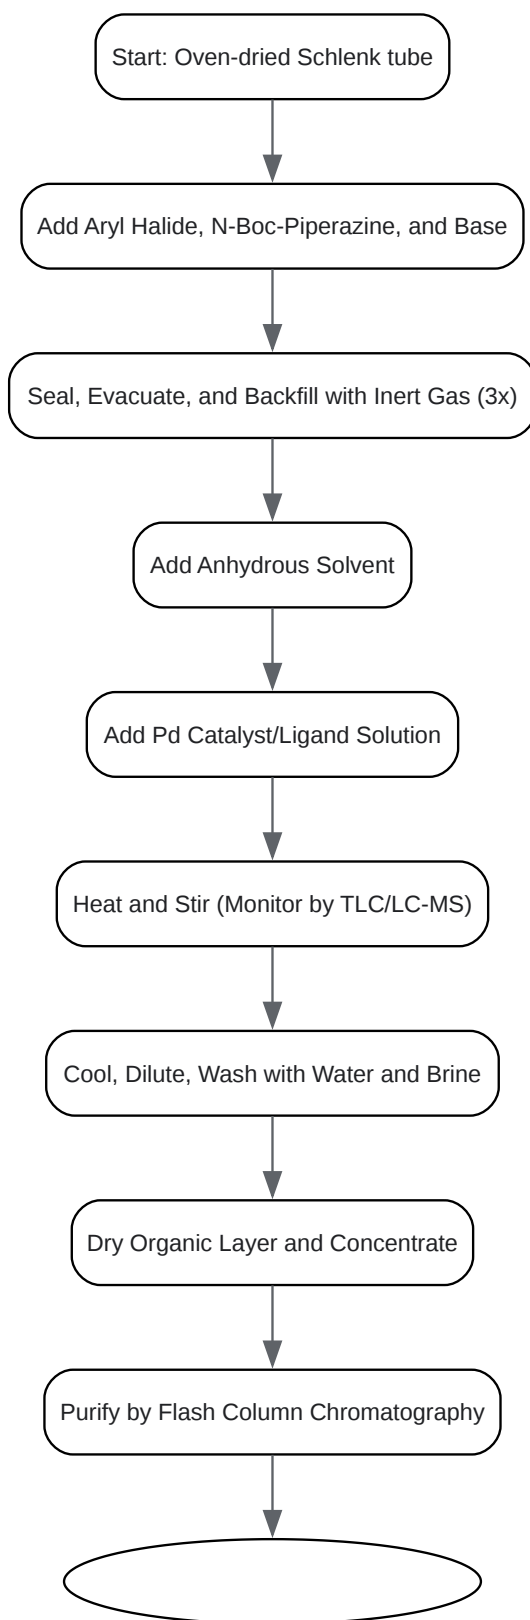 Start: Oven-dried Schlenk tube
Add Aryl Halide, N-Boc-Piperazine, and Base
Seal, Evacuate, and Backfill with Inert Gas (3x)
Add Anhydrous Solvent
Add Pd Catalyst/Ligand Solution
Heat and Stir (Monitor by TLC/LC-MS)
Cool, Dilute, Wash with Water and Brine
Dry Organic Layer and Concentrate
Purify by Flash Column Chromatography